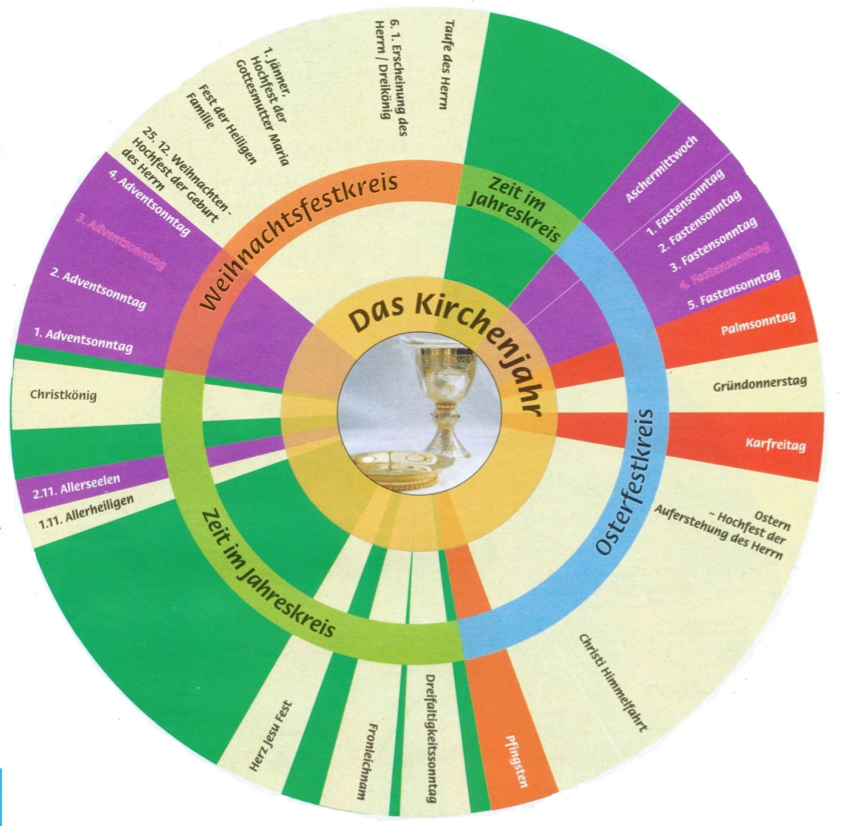 Das Kirchenjahr
Weihnachtsfestkreis
1. Adventsonntag
2. Adventsonntag
3. Adventsonntag
4. Adventsonntag
25. 12. Weihnachten -
Hochfest der Geburt
des Herrn
Fest der Heiligen
Familie
1. Jänner,
Hochfest der
Gottesmutter Maria
6. 1. Erscheinung des
Herrn / Dreikönig
Taufe des Herrn
Zeit im
Jahreskreis
Aschermittwoch
1. Fastensonntag
2. Fastensonntag
3. Fastensonntag
4. Fastensonntag
5. Fastensonntag
Palmsonntag
Gründonnerstag
Karfreitag
Osterfestkreis
Ostern
– Hochfest der
Auferstehung des Herrn
Christi Himmelfahrt
Pfingsten
Dreifaltigkeitssonntag
Fronleichnam
Herz Jesu Fest
Zeit im Jahreskreis
1.11. Allerheiligen
2.11. Allerseelen
Christkönig